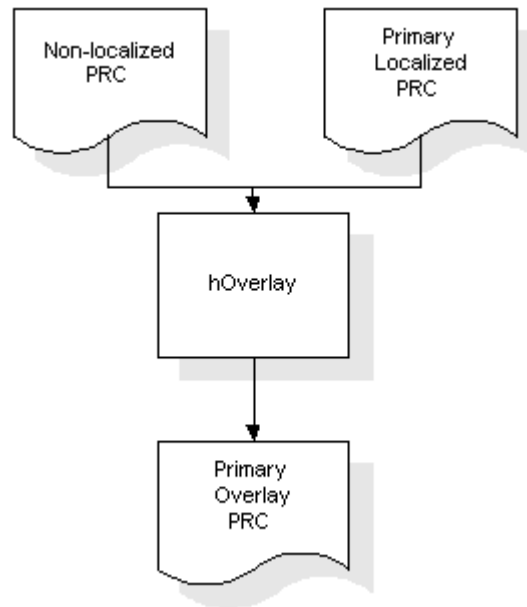 Non-localized
PRC
Primary
Localized
PRC
hOverlay
Primary
Overlay
PRC